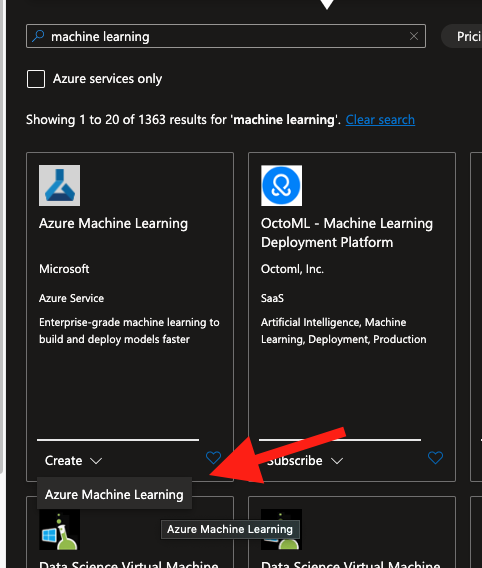 machine learning
Prici
Azure services only
Showing 1 to 20 of 1363 results for 'machine learning'. Clear search
Azure Machine Learning
Microsoft
Azure Service
Enterprise-grade machine learning to
build and deploy models faster
Create
OctoML - Machine Learning
Deployment Platform
Octoml, Inc.
SaaS
Artificial Intelligence, Machine
Learning, Deployment, Production
Subscribe
Azure Machine Learning
Azure Machine Learning
Data Science Virtual Machine
Data Science Virtual Machine